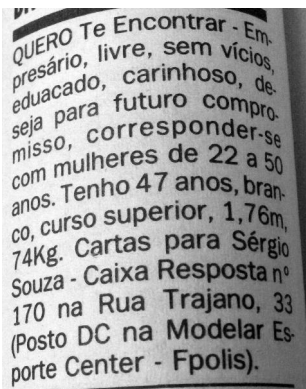 QUERO Te Encontrar - Em-
presário, livre, sem vícios,
eduacado, carinhoso, de-
seja para futuro compro-
misso, corresponder-se
com mulheres de 22 a 50
anos. Tenho 47 anos, bran-
co, curso superior, 1,76m,
74Kg. Cartas para Sérgio
Souza - Caixa Resposta nº
170 na Rua Trajano, 33
(Posto DC na Modelar Es-
porte Center - Fpolis).